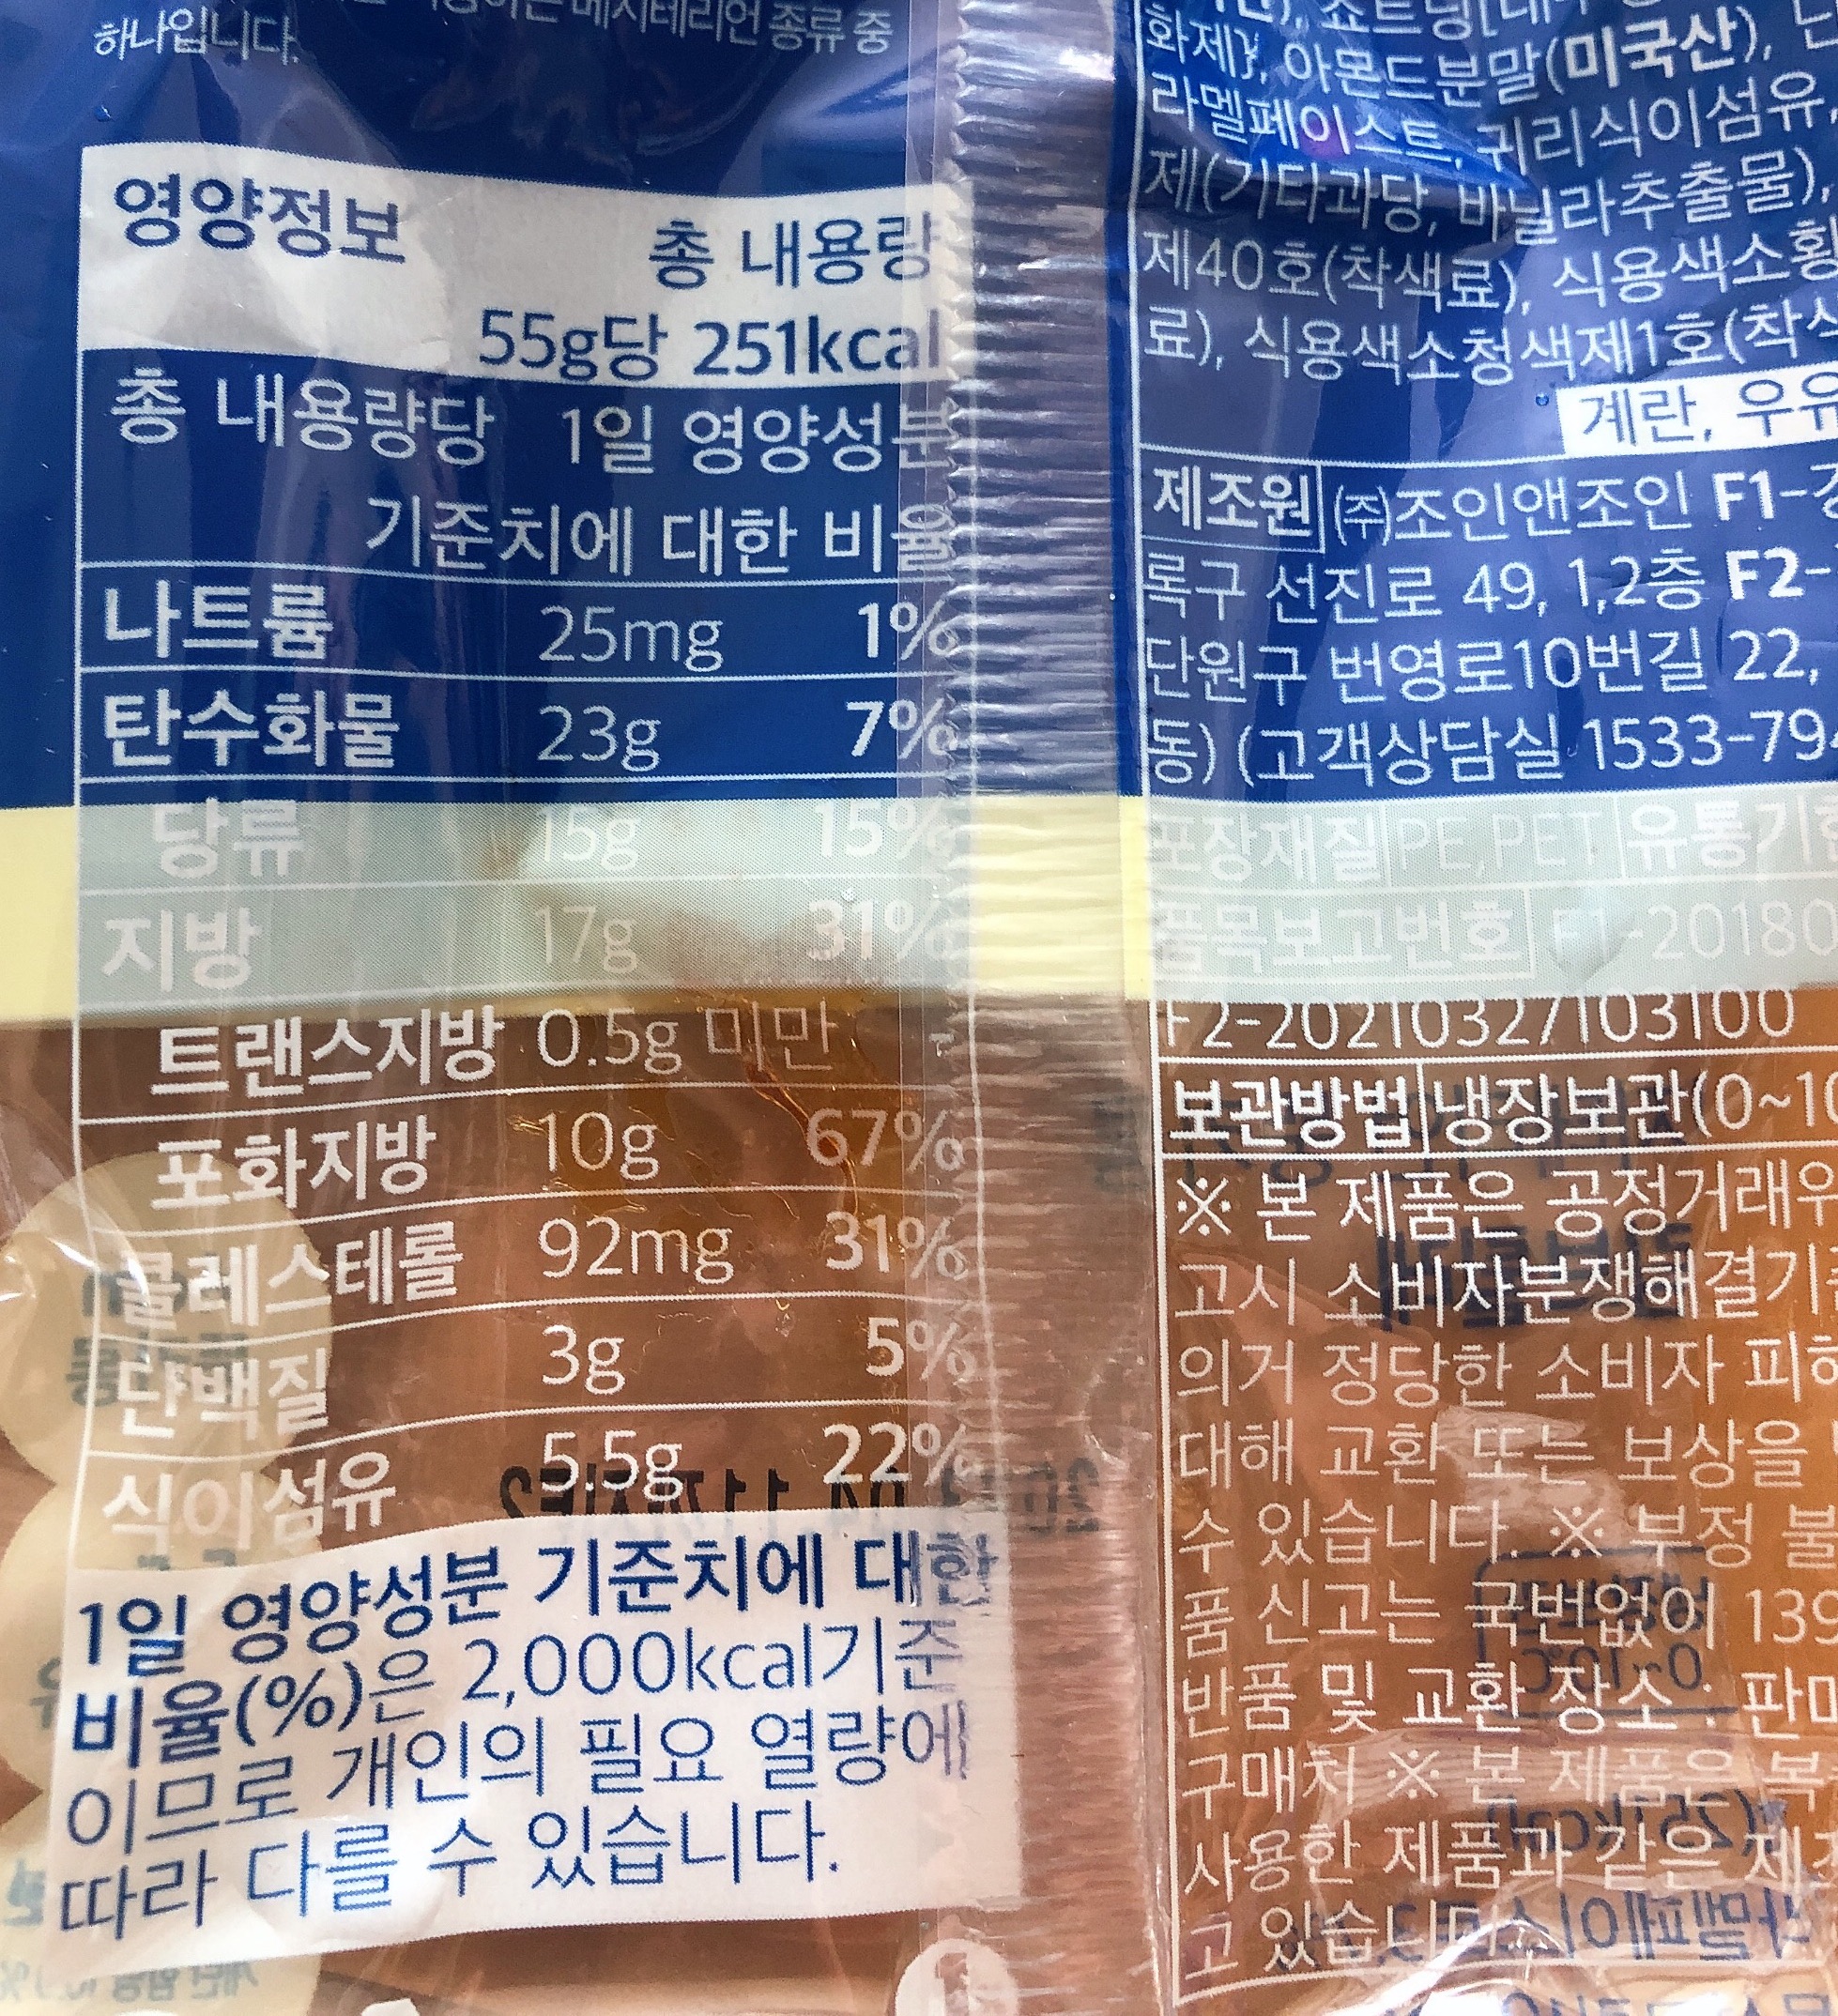 하나입니다.
영양정보
총 내용량
55g당 251kcal
총 내용량당 1일 영양성분
기준치에 대한 비율
나트륨 25mg 1%
탄수화물 23g 7%
당류 15g 15%
지방 17g 31%
트랜스지방 0.5g 미만 -
포화지방 10g 67%
콜레스테롤 92mg 31%
단백질 3g 5%
식이섬유 5.5g 22%
1일 영양성분 기준치에 대한
비율(%)은 2,000kcal기준
이므로 개인의 필요 열량에
따라 다를 수 있습니다.
화제}, 아몬드분말(미국산),
라멜페이스트, 귀리식이섬유,
제(기타과당, 바닐라추출물),
제40호(착색료), 식용색소황
료), 식용색소청색제1호(착색
계란, 우유
제조원 ㈜조인앤조인 F1-
록구 선진로 49, 1,2층 F2-
단원구 번영로10번길 22,
동) (고객상담실 1533-79
포장재질 PE,PET 유통기한
품목보고번호 F1-20180
F2-20210327103100
보관방법 냉장보관(0~10
※ 본 제품은 공정거래위
고시 소비자분쟁해결기준
의거 정당한 소비자 피해
대해 교환 또는 보상을
수 있습니다. ※ 부정 불
품 신고는 국번없이 139
반품 및 교환 장소 : 판매
구매처 ※ 본 제품은 복
사용한 제품과 같은 제
고 있습니다.